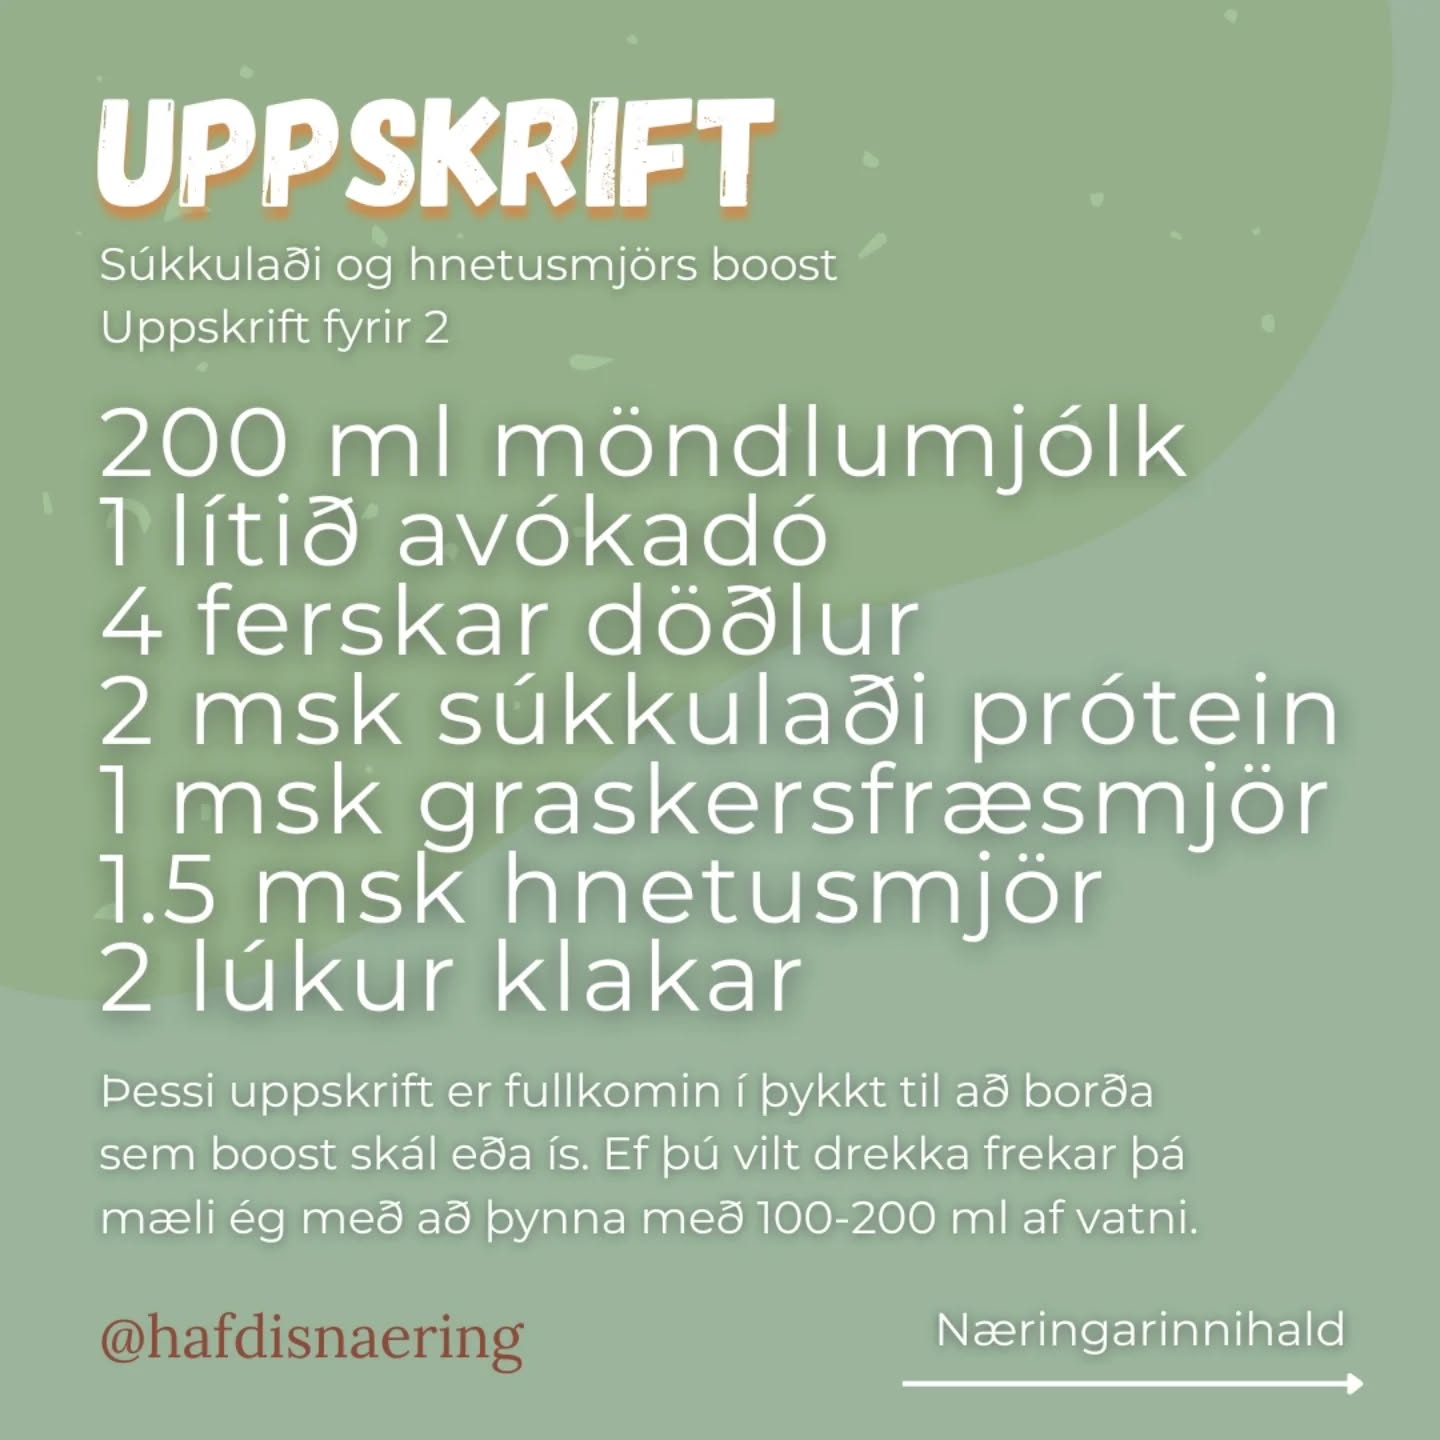 UPPSKRIFT
Súkkulaði og hnetusmjörs boost
Uppskrift fyrir 2
200 ml möndlumjólk
1 lítið avókadó
4 ferskar döðlur
2 msk súkkulaði prótein
1 msk graskersfræsmjör
1.5 msk hnetusmjör
2 lúkur klakar
Þessi uppskrift er fullkomin í þykkt til að borða
sem boost skál eða ís. Ef þú vilt drekka frekar þá
mæli ég með að þynna með 100-200 ml af vatni.
@hafdisnaering
Næringarinnihald